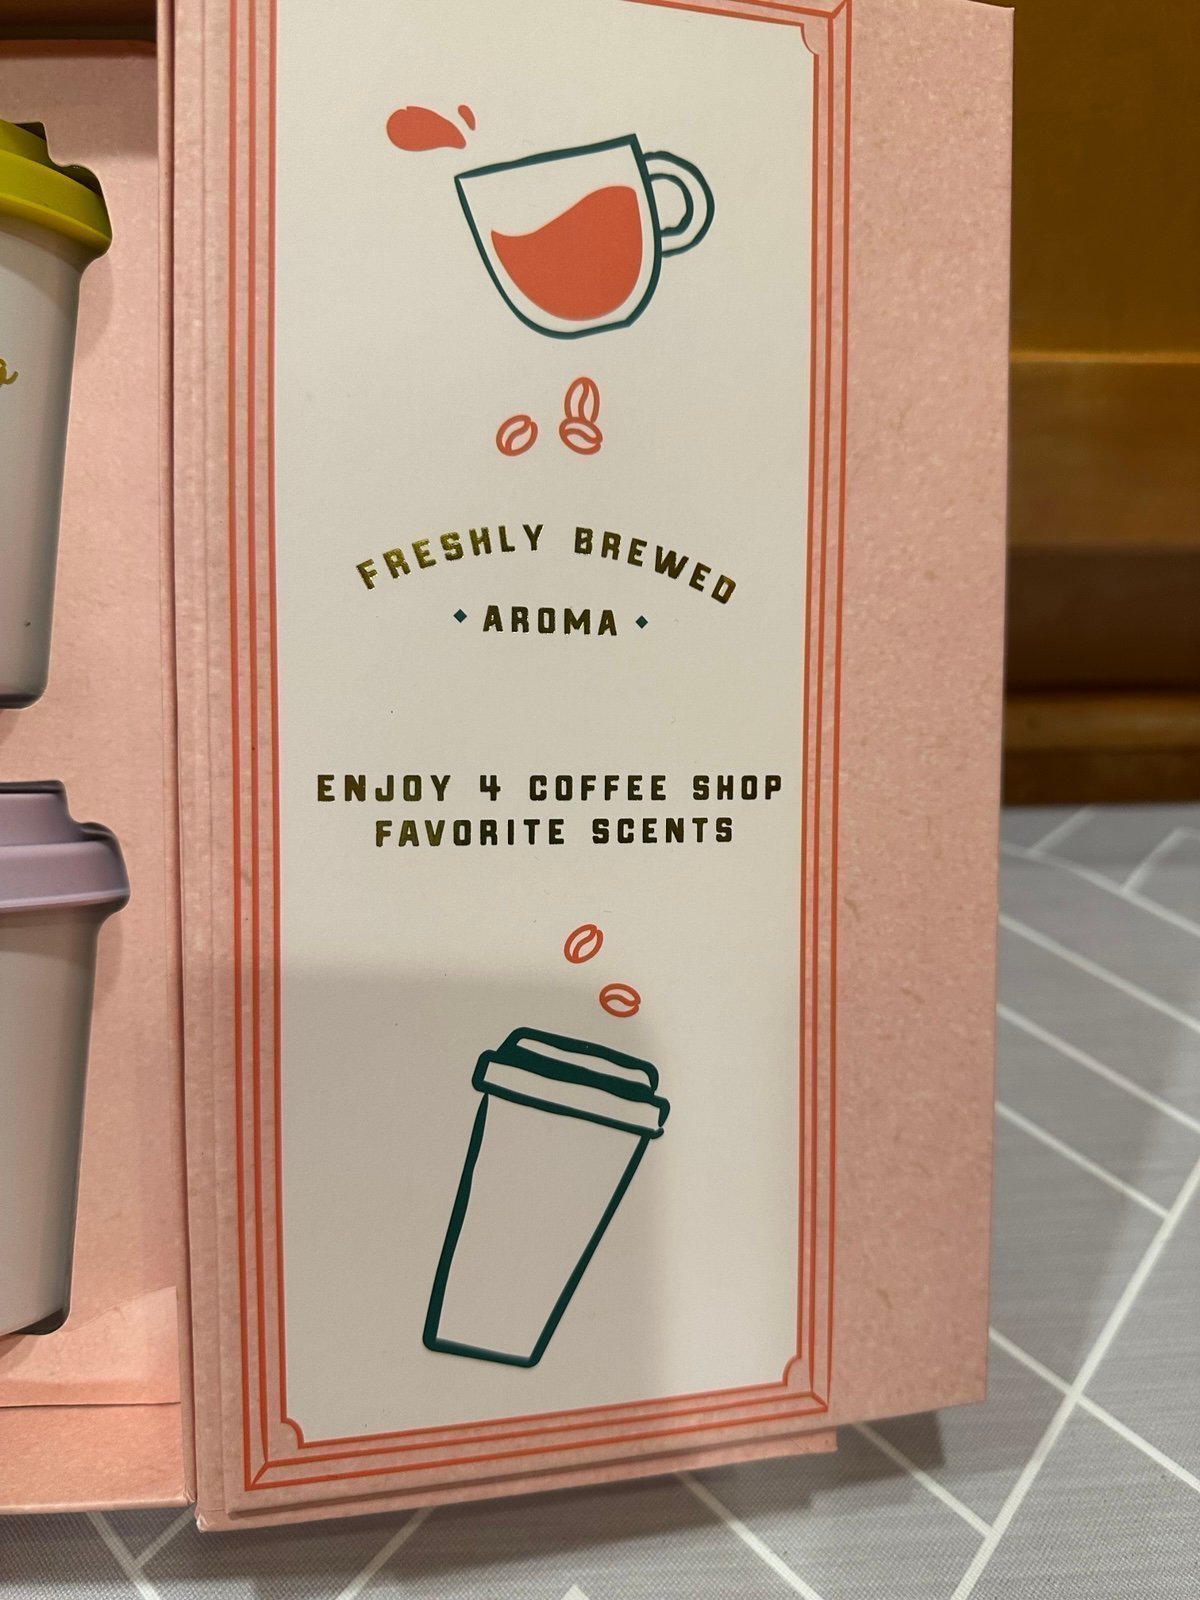 FRESHLY BREWED
AROMA
ENJOY 4 COFFEE SHOP
FAVORITE SCENTS